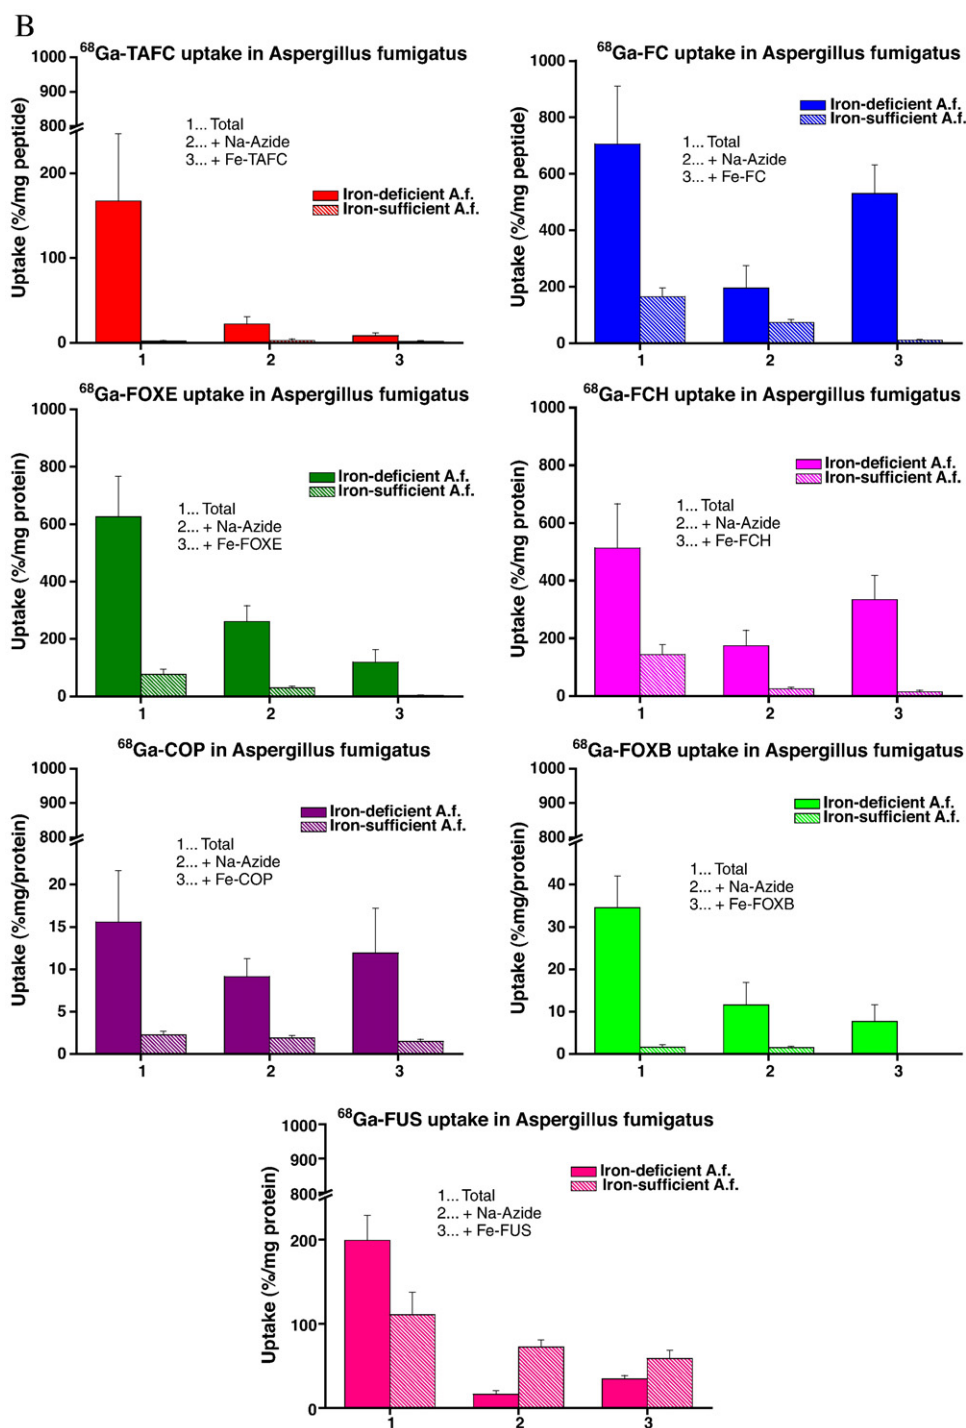 B
⁶⁸Ga-TAFC uptake in Aspergillus fumigatus
Uptake (%/mg peptide)
1000
900
800
200
100
0
1... Total
2... + Na-Azide
3... + Fe-TAFC
Iron-deficient A.f.
Iron-sufficient A.f.
1 2 3
⁶⁸Ga-FC uptake in Aspergillus fumigatus
Uptake (%/mg peptide)
1000
800
600
400
200
0
Iron-deficient A.f.
Iron-sufficient A.f.
1... Total
2... + Na-Azide
3... + Fe-FC
1 2 3
⁶⁸Ga-FOXE uptake in Aspergillus fumigatus
Uptake (%/mg protein)
1000
800
600
400
200
0
Iron-deficient A.f.
Iron-sufficient A.f.
1... Total
2... + Na-Azide
3... + Fe-FOXE
1 2 3
⁶⁸Ga-FCH uptake in Aspergillus fumigatus
Uptake (%/mg protein)
1000
800
600
400
200
0
Iron-deficient A.f.
Iron-sufficient A.f.
1... Total
2... + Na-Azide
3... + Fe-FCH
1 2 3
⁶⁸Ga-COP in Aspergillus fumigatus
Uptake (%mg/protein)
1000
900
800
20
15
10
5
0
Iron-deficient A.f.
Iron-sufficient A.f.
1... Total
2... + Na-Azide
3... + Fe-COP
1 2 3
⁶⁸Ga-FOXB uptake in Aspergillus fumigatus
Uptake (%mg/protein)
1000
900
800
40
20
10
0
Iron-deficient A.f.
Iron-sufficient A.f.
1... Total
2... + Na-Azide
3... + Fe-FOXB
1 2 3
⁶⁸Ga-FUS uptake in Aspergillus fumigatus
Uptake (%/mg protein)
1000
900
800
200
100
0
Iron-deficient A.f.
Iron-sufficient A.f.
1... Total
2... + Na-Azide
3... + Fe-FUS
1 2 3